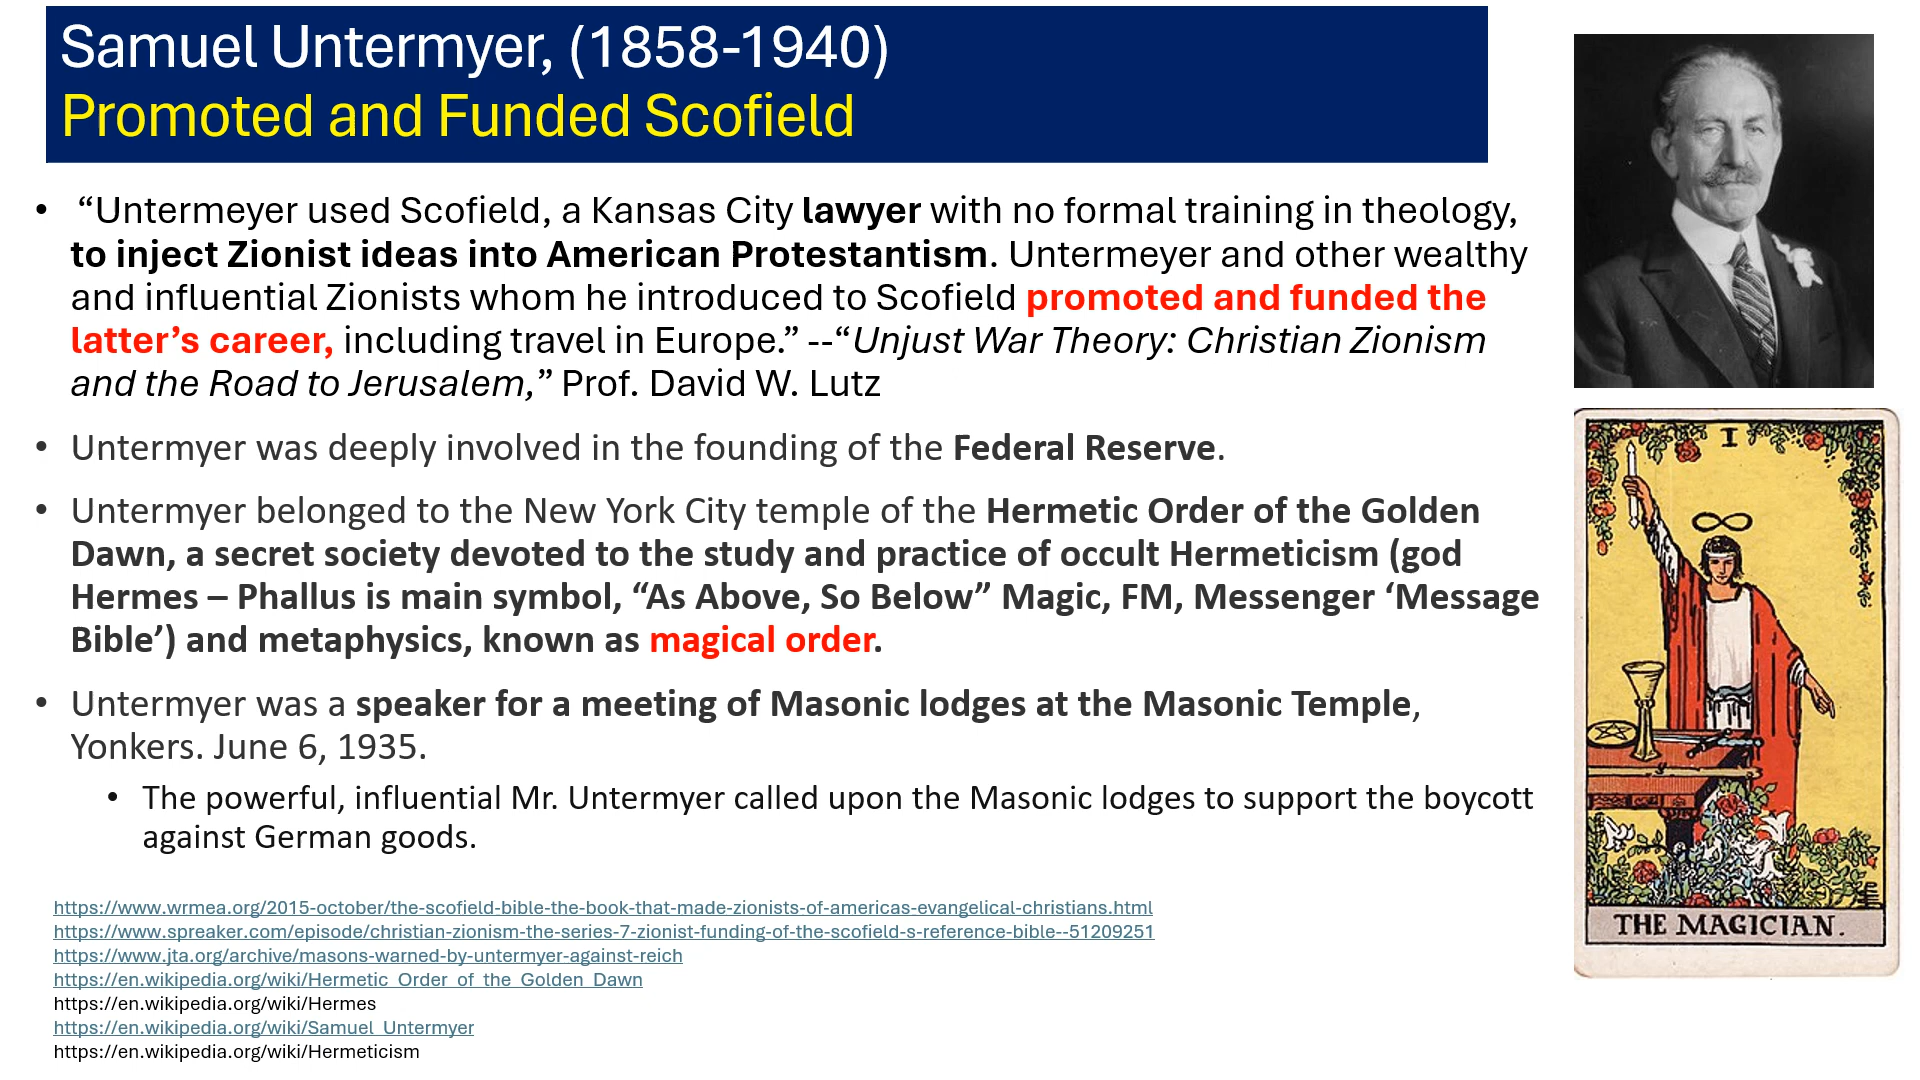 Samuel Untermyer, (1858-1940)
Promoted and Funded Scofield
• “Untermeyer used Scofield, a Kansas City lawyer with no formal training in theology,
to inject Zionist ideas into American Protestantism. Untermeyer and other wealthy
and influential Zionists whom he introduced to Scofield promoted and funded the
latter’s career, including travel in Europe.” --“Unjust War Theory: Christian Zionism
and the Road to Jerusalem,” Prof. David W. Lutz
• Untermyer was deeply involved in the founding of the Federal Reserve.
• Untermyer belonged to the New York City temple of the Hermetic Order of the Golden
Dawn, a secret society devoted to the study and practice of occult Hermeticism (god
Hermes – Phallus is main symbol, “As Above, So Below” Magic, FM, Messenger ‘Message
Bible’) and metaphysics, known as magical order.
• Untermyer was a speaker for a meeting of Masonic lodges at the Masonic Temple,
Yonkers. June 6, 1935.
• The powerful, influential Mr. Untermyer called upon the Masonic lodges to support the boycott
against German goods.
https://www.wrmea.org/2015-october/the-scofield-bible-the-book-that-made-zionists-of-americas-evangelical-christians.html
https://www.spreaker.com/episode/christian-zionism-the-series-7-zionist-funding-of-the-scofield-s-reference-bible--51209251
https://www.jta.org/archive/masons-warned-by-untermyer-against-reich
https://en.wikipedia.org/wiki/Hermetic_Order_of_the_Golden_Dawn
https://en.wikipedia.org/wiki/Hermes
https://en.wikipedia.org/wiki/Samuel_Untermyer
https://en.wikipedia.org/wiki/Hermeticism
I
THE MAGICIAN.